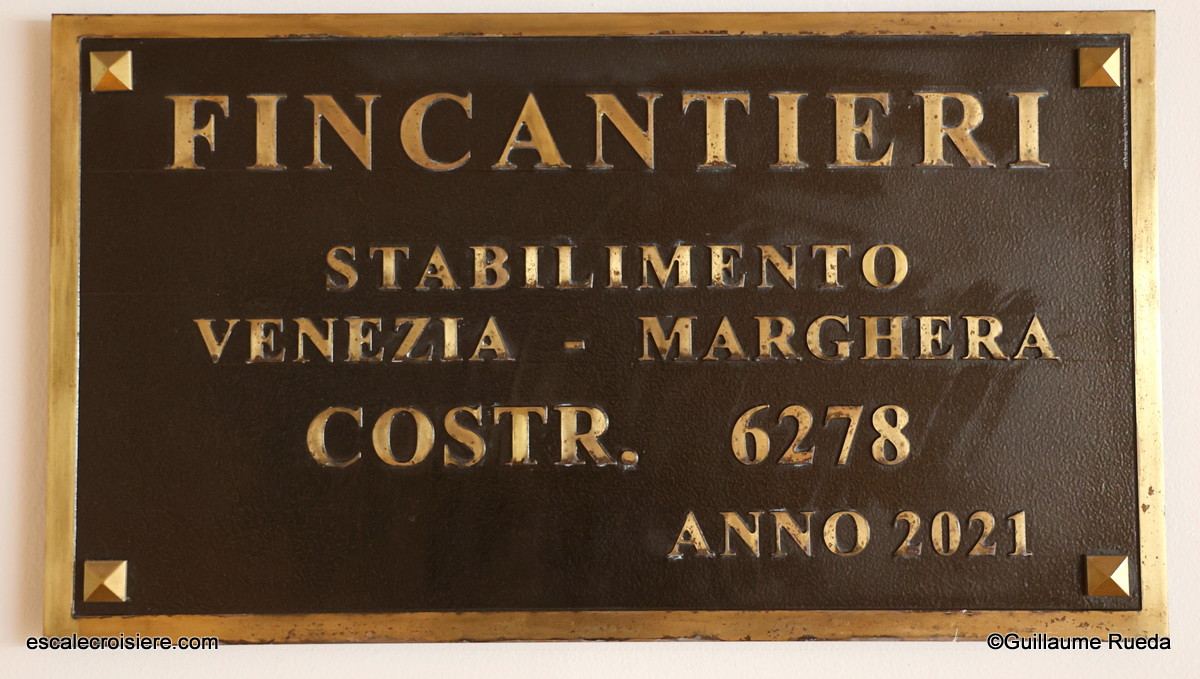 FINCANTIERI
STABILIMENTO
VENEZIA - MARGHERA
COSTR. 6278
ANNO 2021
escalecroisiere.com
©Guillaume Rueda